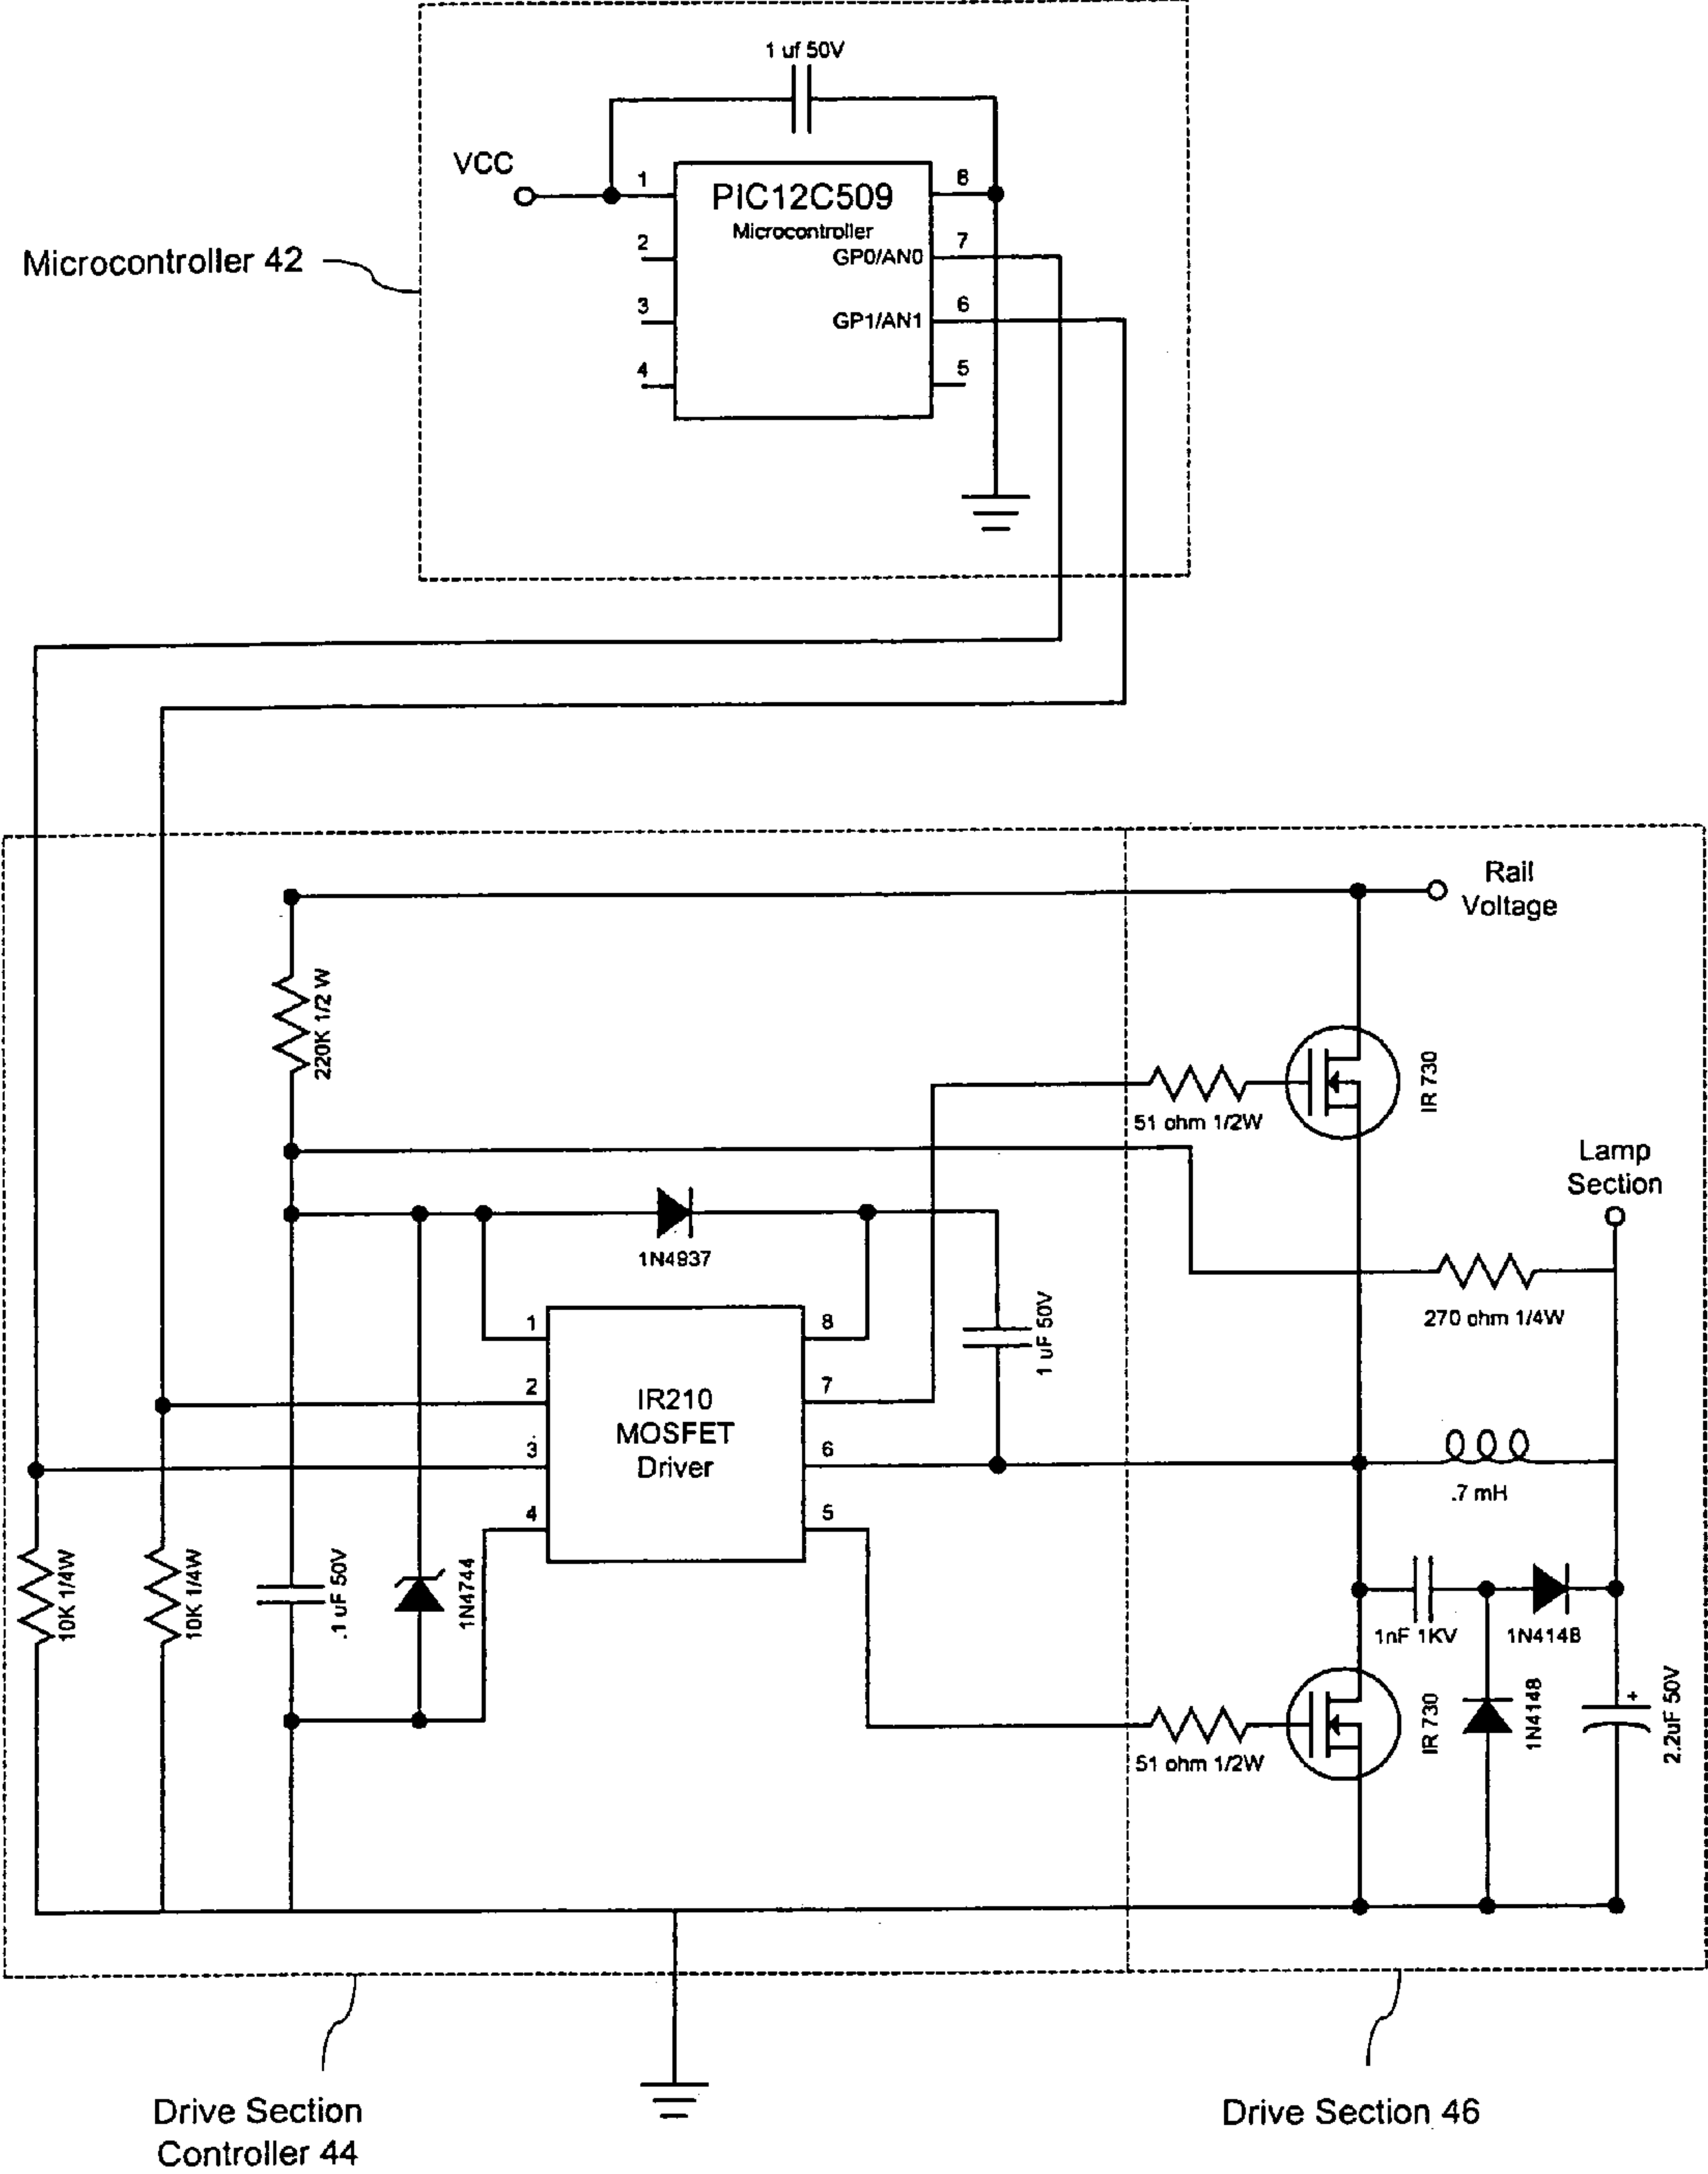 1 uf 50V
VCC
1
2
3
4
PIC12C509
Microcontroller
GP0/AN0
GP1/AN1
8
7
6
5
Microcontroller 42
Rail
Voltage
220K 1/2 W
51 ohm 1/2W
IR 730
Lamp
Section
1N4937
270 ohm 1/4W
1 uF 50V
1
2
3
4
IR210
MOSFET
Driver
8
7
6
5
.7 mH
10K 1/4W
10K 1/4W
.1 uF 50V
1N4744
1nF 1KV
1N4148
51 ohm 1/2W
IR 730
1N4148
+
2.2uF 50V
Drive Section
Controller 44
Drive Section 46